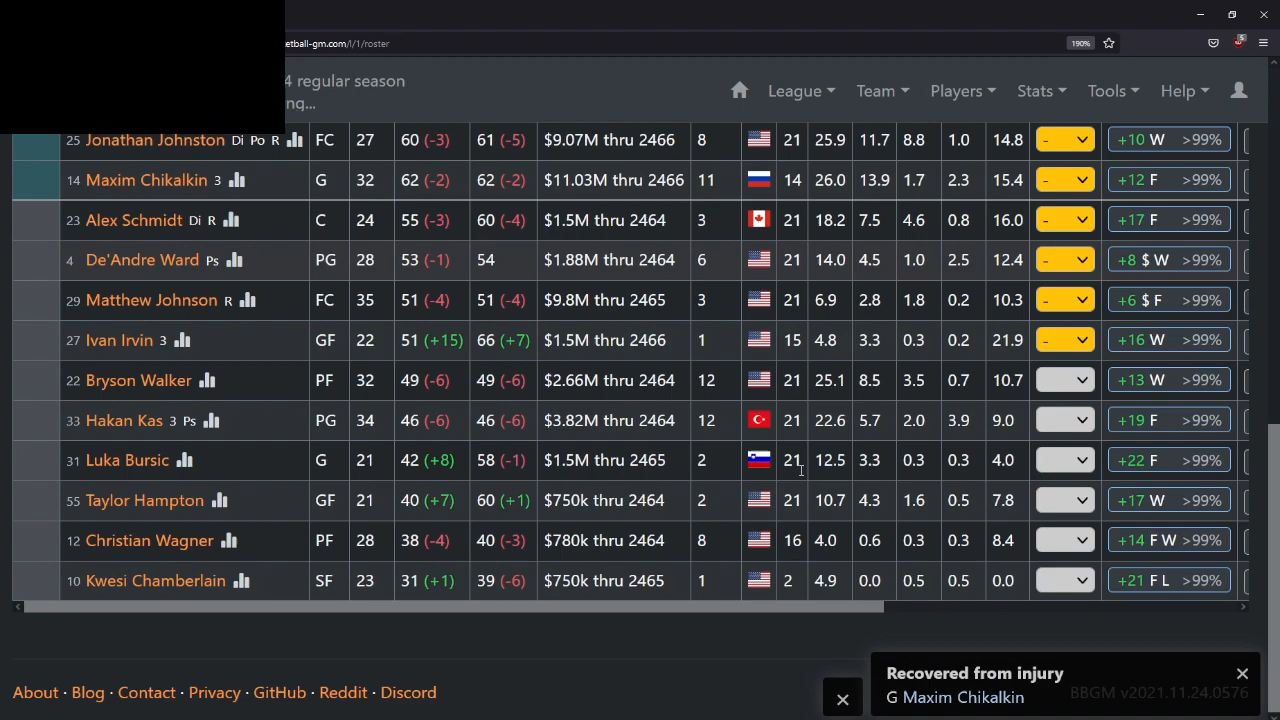 etball-gm.com/l/1/roster 190% 5
4 regular season
ng...
League Team Players Stats Tools Help
25 Jonathan Johnston Di Po R FC 27 60 (-3) 61 (-5) $9.07M thru 2466 8 21 25.9 11.7 8.8 1.0 14.8 - +10 W >99%
14 Maxim Chikalkin 3 G 32 62 (-2) 62 (-2) $11.03M thru 2466 11 14 26.0 13.9 1.7 2.3 15.4 - +12 F >99%
23 Alex Schmidt Di R C 24 55 (-3) 60 (-4) $1.5M thru 2464 3 21 18.2 7.5 4.6 0.8 16.0 - +17 F >99%
4 De'Andre Ward Ps PG 28 53 (-1) 54 $1.88M thru 2464 6 21 14.0 4.5 1.0 2.5 12.4 - +8 $ W >99%
29 Matthew Johnson R FC 35 51 (-4) 51 (-4) $9.8M thru 2465 3 21 6.9 2.8 1.8 0.2 10.3 - +6 $ F >99%
27 Ivan Irvin 3 GF 22 51 (+15) 66 (+7) $1.5M thru 2464 1 15 4.8 3.3 0.3 0.2 21.9 - +16 W >99%
22 Bryson Walker PF 32 49 (-6) 49 (-6) $2.66M thru 2464 12 21 25.1 8.5 3.5 0.7 10.7 +13 W >99%
33 Hakan Kas 3 Ps PG 34 46 (-6) 46 (-6) $3.82M thru 2464 12 21 22.6 5.7 2.0 3.9 9.0 +19 F >99%
31 Luka Bursic G 21 42 (+8) 58 (-1) $1.5M thru 2465 2 21 12.5 3.3 0.3 0.3 4.0 +22 F >99%
55 Taylor Hampton GF 21 40 (+7) 60 (+1) $750k thru 2464 2 21 10.7 4.3 1.6 0.5 7.8 +17 W >99%
12 Christian Wagner PF 28 38 (-4) 40 (-3) $780k thru 2464 8 16 4.0 0.6 0.3 0.3 8.4 +14 F W >99%
10 Kwesi Chamberlain SF 23 31 (+1) 39 (-6) $750k thru 2465 1 2 4.9 0.0 0.5 0.5 0.0 +21 F L >99%
Recovered from injury
G Maxim Chikalkin
About · Blog · Contact · Privacy · GitHub · Reddit · Discord
BBGM v2021.11.24.0576